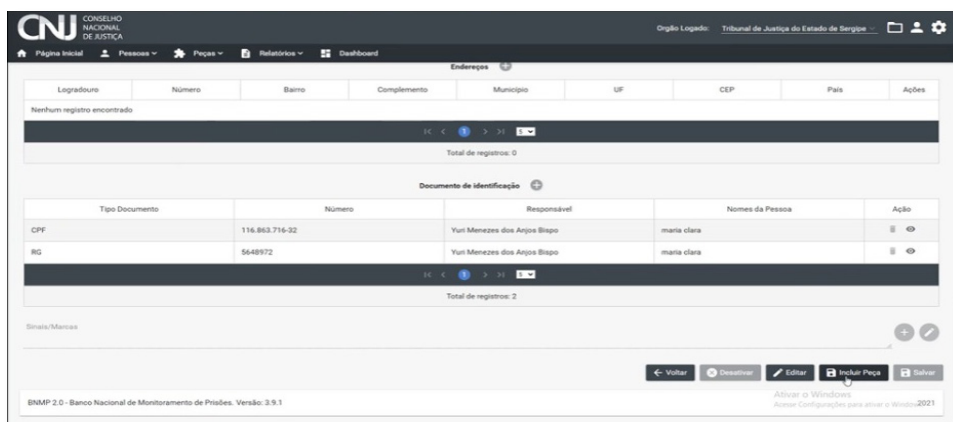 CNJ CONSELHO
NACIONAL
DE JUSTIÇA
Orgão Logado: Tribunal de Justiça do Estado de Sergipe
Página Inicial Pessoas Peças Relatórios Dashboard
Endereços
Logradouro Número Bairro Complemento Município UF CEP País Ações
Nenhum registro encontrado
1 5
Total de registros: 0
Documento de identificação
Tipo Documento Número Responsável Nomes da Pessoa Ação
CPF 116.863.716-32 Yuri Menezes dos Anjos Bispo maria clara
RG 5648972 Yuri Menezes dos Anjos Bispo maria clara
1 5
Total de registros: 2
Sinais/Marcas
Voltar Desativar Editar Incluir Peça Salvar
Ativar o Windows
BNMP 2.0 - Banco Nacional de Monitoramento de Prisões. Versão: 3.9.1 Acesse Configurações para ativar o Windows 2021